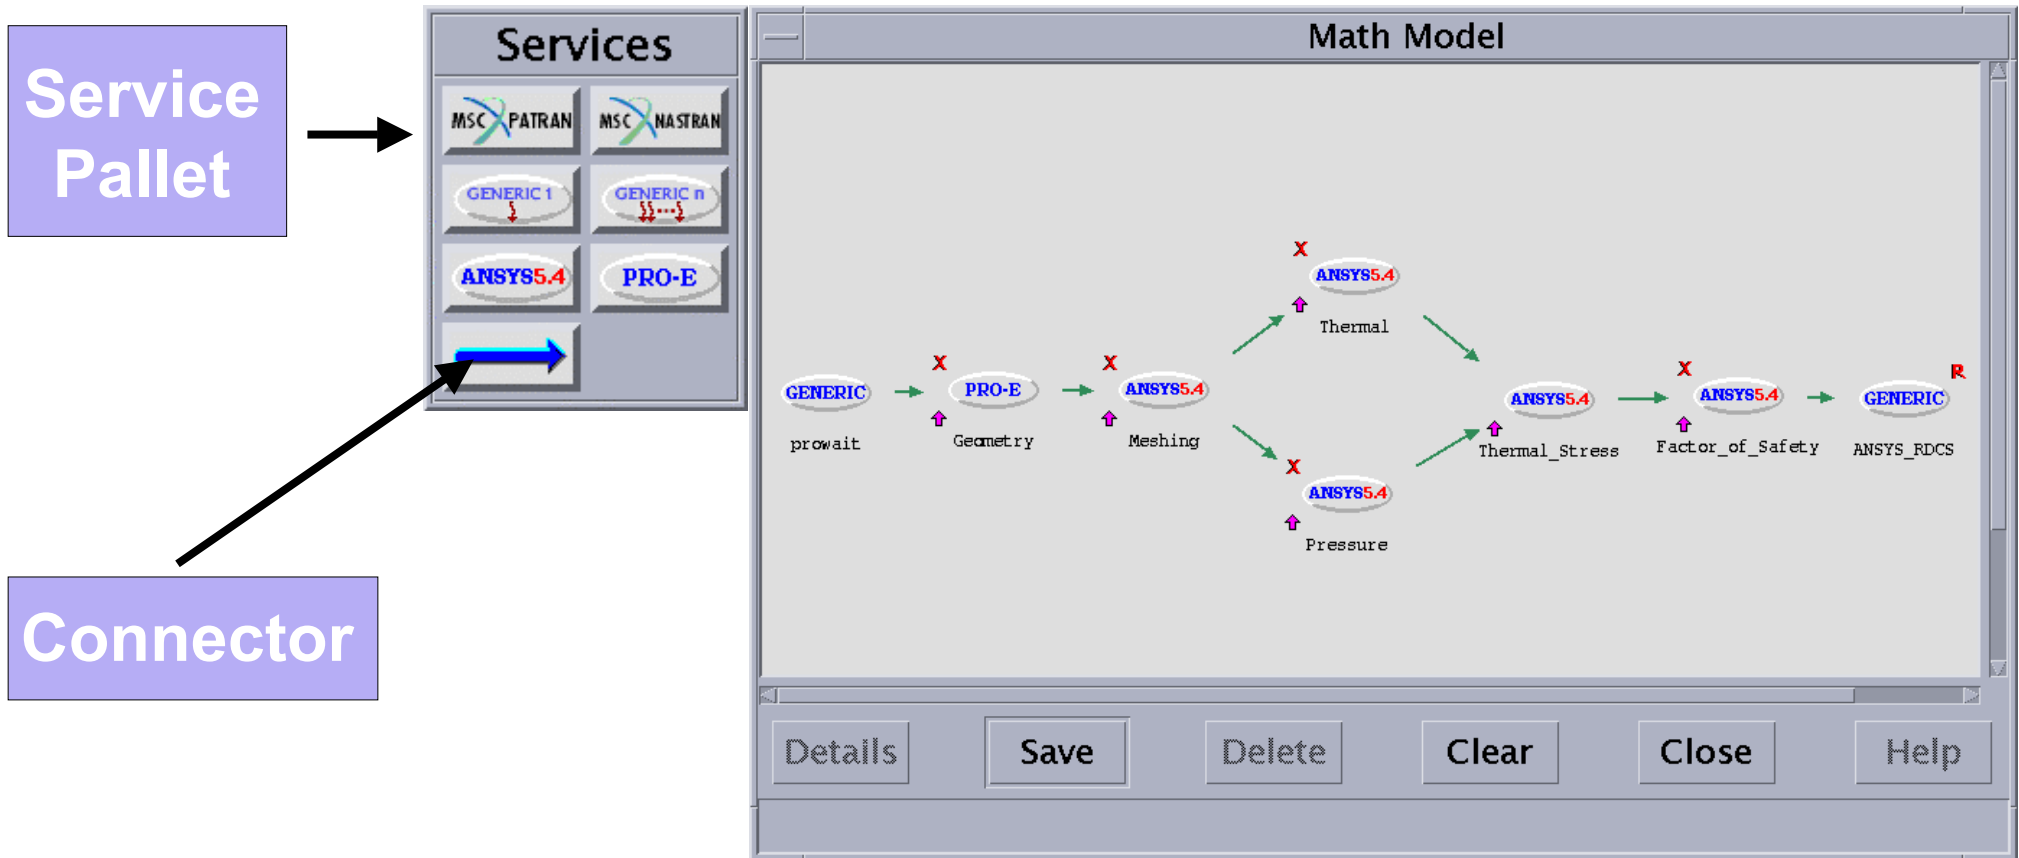 Service
Pallet
Connector
Services
MSC PATRAN
MSC NASTRAN
GENERIC 1
GENERIC n
ANSYS5.4
PRO-E
Math Model
GENERIC
prowait
X
PRO-E
Geometry
X
ANSYS5.4
Meshing
X
ANSYS5.4
Thermal
X
ANSYS5.4
Pressure
ANSYS5.4
Thermal_Stress
X
ANSYS5.4
Factor_of_Safety
R
GENERIC
ANSYS_RDCS
Details
Save
Delete
Clear
Close
Help